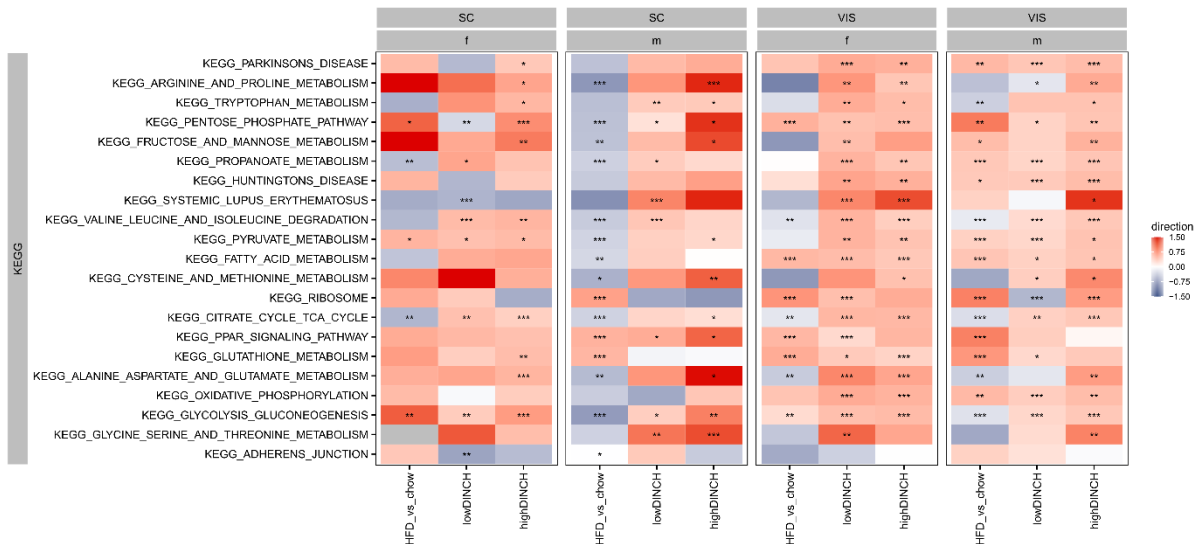 SC
SC
VIS
VIS
f
m
f
m
KEGG
KEGG_PARKINSONS_DISEASE
* *** ** ** *** ***
KEGG_ARGININE_AND_PROLINE_METABOLISM
* *** *** ** ** * **
KEGG_TRYPTOPHAN_METABOLISM
* ** * ** * ** *
KEGG_PENTOSE_PHOSPHATE_PATHWAY
* ** *** *** * * *** ** *** ** * **
KEGG_FRUCTOSE_AND_MANNOSE_METABOLISM
** ** * ** * **
KEGG_PROPANOATE_METABOLISM
** * *** * *** ** *** *** ***
KEGG_HUNTINGTONS_DISEASE
** ** * *** ***
KEGG_SYSTEMIC_LUPUS_ERYTHEMATOSUS
*** *** *** *** *
KEGG_VALINE_LEUCINE_AND_ISOLEUCINE_DEGRADATION
*** ** *** *** ** *** *** *** *** ***
KEGG_PYRUVATE_METABOLISM
* * * *** * ** ** *** *** *
KEGG_FATTY_ACID_METABOLISM
** *** *** *** *** * *
KEGG_CYSTEINE_AND_METHIONINE_METABOLISM
* ** * * *
KEGG_RIBOSOME
*** *** *** *** *** ***
KEGG_CITRATE_CYCLE_TCA_CYCLE
** ** *** *** * ** *** *** *** ** ***
KEGG_PPAR_SIGNALING_PATHWAY
*** * * *** *** ***
KEGG_GLUTATHIONE_METABOLISM
** *** *** * *** *** *
KEGG_ALANINE_ASPARTATE_AND_GLUTAMATE_METABOLISM
*** ** * ** *** *** ** **
KEGG_OXIDATIVE_PHOSPHORYLATION
*** *** ** *** **
KEGG_GLYCOLYSIS_GLUCONEOGENESIS
** ** *** *** * ** ** *** *** *** *** ***
KEGG_GLYCINE_SERINE_AND_THREONINE_METABOLISM
** *** ** **
KEGG_ADHERENS_JUNCTION
** *
HFD_vs_chow
lowDINCH
highDINCH
HFD_vs_chow
lowDINCH
highDINCH
HFD_vs_chow
lowDINCH
highDINCH
HFD_vs_chow
lowDINCH
highDINCH
direction
1.50
0.75
0.00
−0.75
−1.50